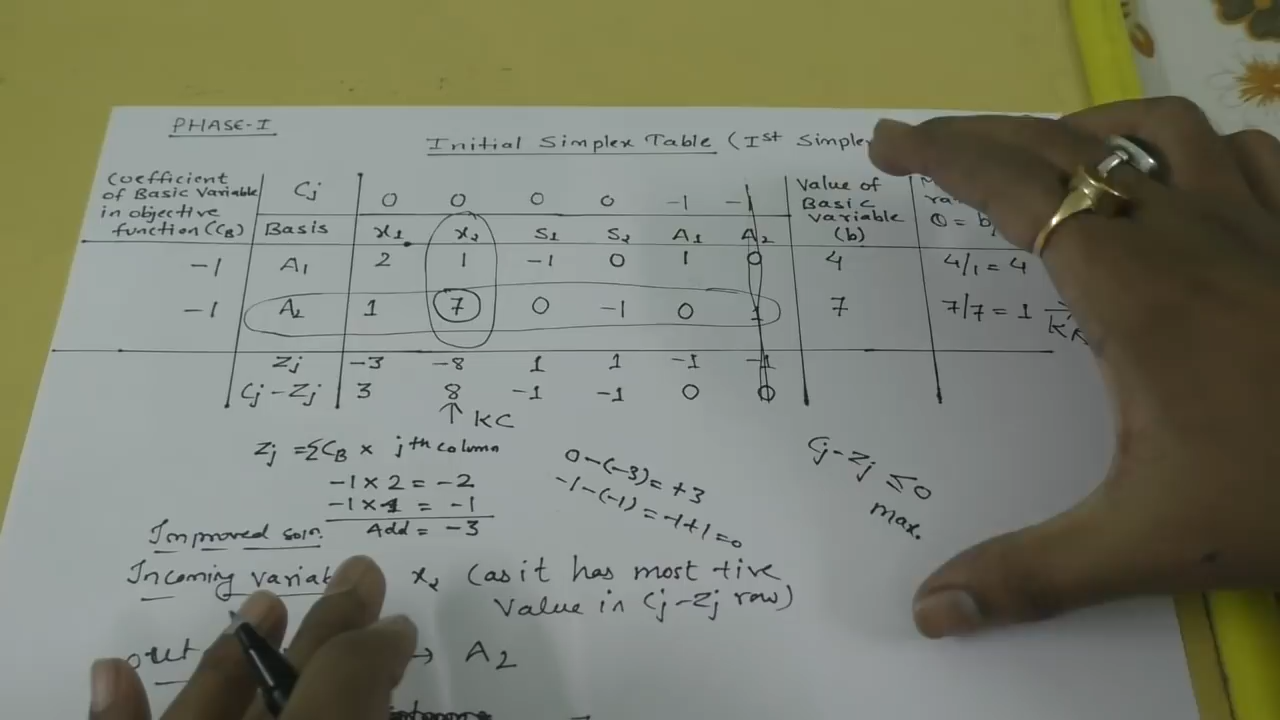 PHASE-I
Initial Simplex Table (Ist Simplex
Coefficient of Basic Variable in objective function (CB)
Cj 0 0 0 0 -1 -1
Value of Basic Variable (b)
θ = b
Basis x1 x2 S1 S2 A1 A2
-1 A1 2 1 -1 0 1 0 4 4/1 = 4
-1 A2 1 7 0 -1 0 1 7 7/7 = 1
Zj -3 -8 1 1 -1 -1
Cj-Zj 3 8 -1 -1 0 0
↑ KC
Zj = ΣCB × jth column
-1 × 2 = -2
-1 × 1 = -1
Add = -3
0-(-3) = +3
-1-(-1) = -1+1 = 0
Cj - Zj ≤ 0
max.
Improved soln.
Incoming x2 (as it has most +ive
Value in Cj-Zj row)
out → A2